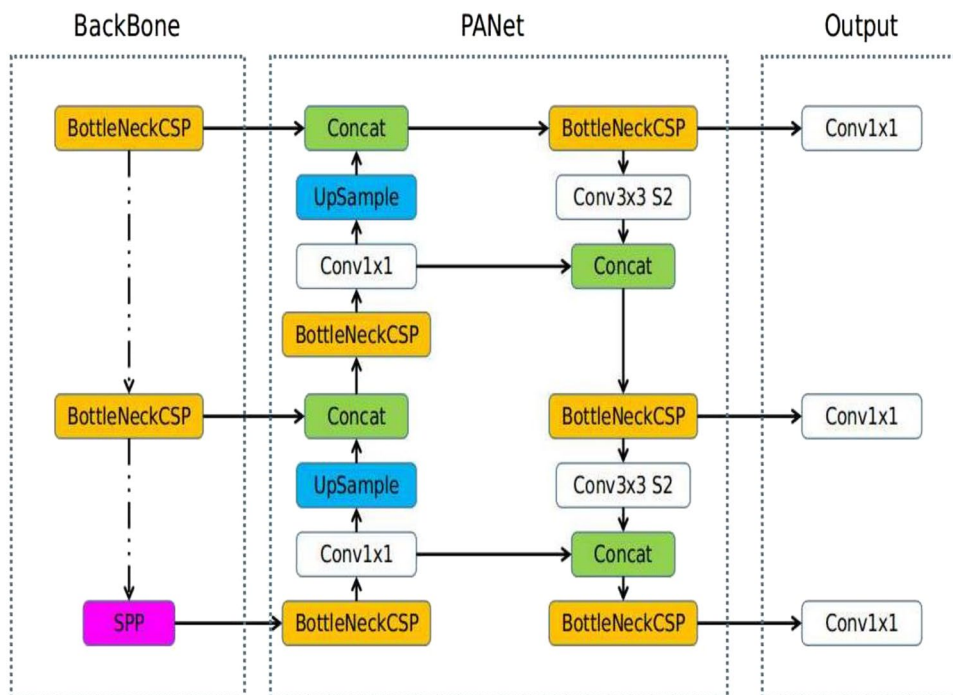 BackBone
PANet
Output
BottleNeckCSP
Concat
BottleNeckCSP
Conv1x1
UpSample
Conv3x3 S2
Conv1x1
Concat
BottleNeckCSP
BottleNeckCSP
Concat
BottleNeckCSP
Conv1x1
UpSample
Conv3x3 S2
Conv1x1
Concat
SPP
BottleNeckCSP
BottleNeckCSP
Conv1x1